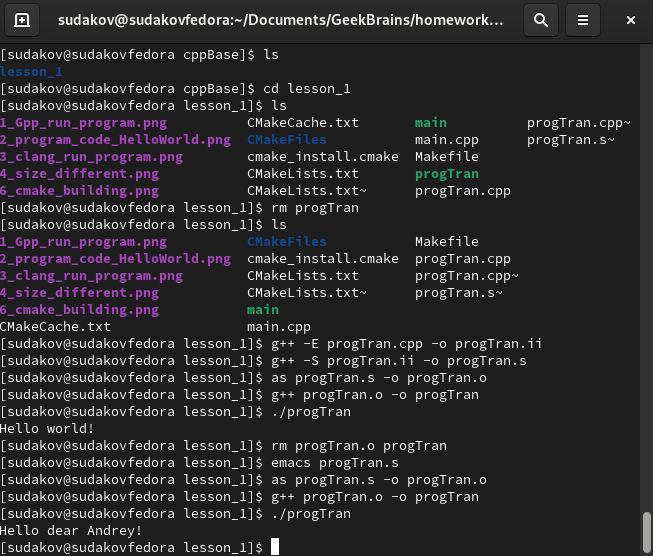 sudakov@sudakovfedora:~/Documents/GeekBrains/homework...
[sudakov@sudakovfedora cppBase]$ ls
lesson_1
[sudakov@sudakovfedora cppBase]$ cd lesson_1
[sudakov@sudakovfedora lesson_1]$ ls
1_Gpp_run_program.png CMakeCache.txt main progTran.cpp~
2_program_code_HelloWorld.png CMakeFiles main.cpp progTran.s~
3_clang_run_program.png cmake_install.cmake Makefile
4_size_different.png CMakeLists.txt progTran
6_cmake_building.png CMakeLists.txt~ progTran.cpp
[sudakov@sudakovfedora lesson_1]$ rm progTran
[sudakov@sudakovfedora lesson_1]$ ls
1_Gpp_run_program.png CMakeFiles Makefile
2_program_code_HelloWorld.png cmake_install.cmake progTran.cpp
3_clang_run_program.png CMakeLists.txt progTran.cpp~
4_size_different.png CMakeLists.txt~ progTran.s~
6_cmake_building.png main
CMakeCache.txt main.cpp
[sudakov@sudakovfedora lesson_1]$ g++ -E progTran.cpp -o progTran.ii
[sudakov@sudakovfedora lesson_1]$ g++ -S progTran.ii -o progTran.s
[sudakov@sudakovfedora lesson_1]$ as progTran.s -o progTran.o
[sudakov@sudakovfedora lesson_1]$ g++ progTran.o -o progTran
[sudakov@sudakovfedora lesson_1]$ ./progTran
Hello world!
[sudakov@sudakovfedora lesson_1]$ rm progTran.o progTran
[sudakov@sudakovfedora lesson_1]$ emacs progTran.s
[sudakov@sudakovfedora lesson_1]$ as progTran.s -o progTran.o
[sudakov@sudakovfedora lesson_1]$ g++ progTran.o -o progTran
[sudakov@sudakovfedora lesson_1]$ ./progTran
Hello dear Andrey!
[sudakov@sudakovfedora lesson_1]$